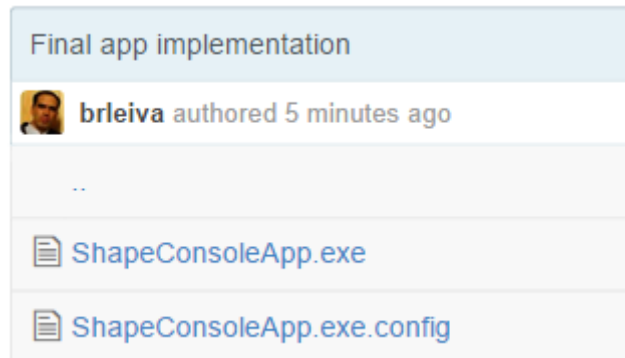 Final app implementation
brleiva authored 5 minutes ago
..
ShapeConsoleApp.exe
ShapeConsoleApp.exe.config